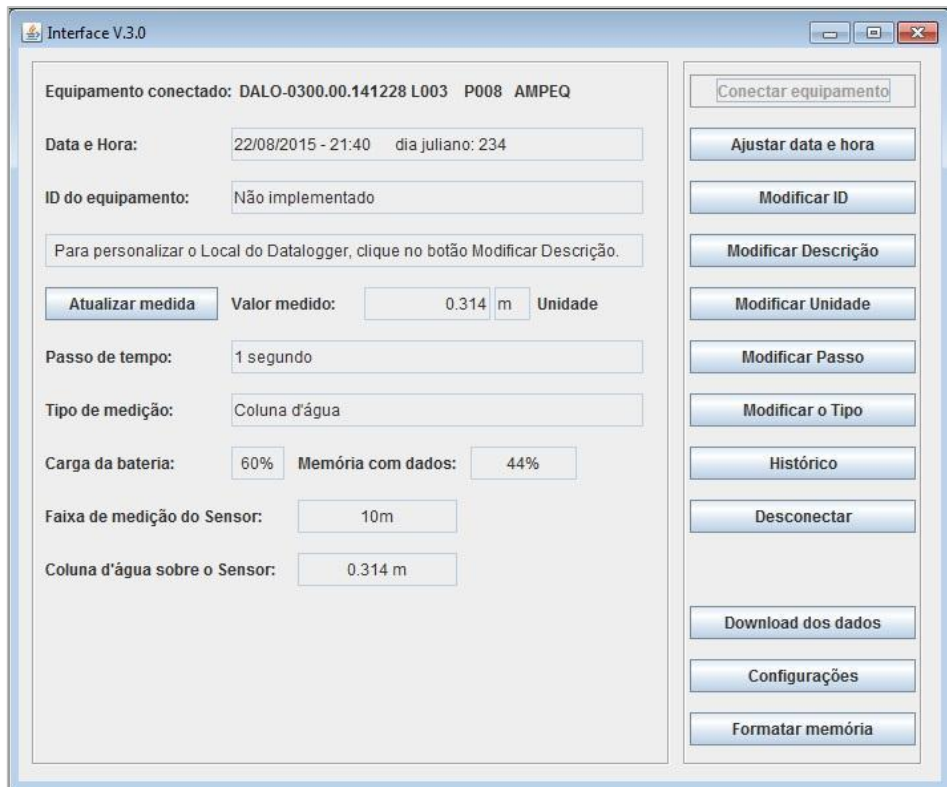 Interface V.3.0
Equipamento conectado: DALO-0300.00.141228 L003 P008 AMPEQ
Data e Hora: 22/08/2015 - 21:40 dia juliano: 234
ID do equipamento: Não implementado
Para personalizar o Local do Datalogger, clique no botão Modificar Descrição.
Atualizar medida Valor medido: 0.314 m Unidade
Passo de tempo: 1 segundo
Tipo de medição: Coluna d'água
Carga da bateria: 60% Memória com dados: 44%
Faixa de medição do Sensor: 10m
Coluna d'água sobre o Sensor: 0.314 m
Conectar equipamento
Ajustar data e hora
Modificar ID
Modificar Descrição
Modificar Unidade
Modificar Passo
Modificar o Tipo
Histórico
Desconectar
Download dos dados
Configurações
Formatar memória